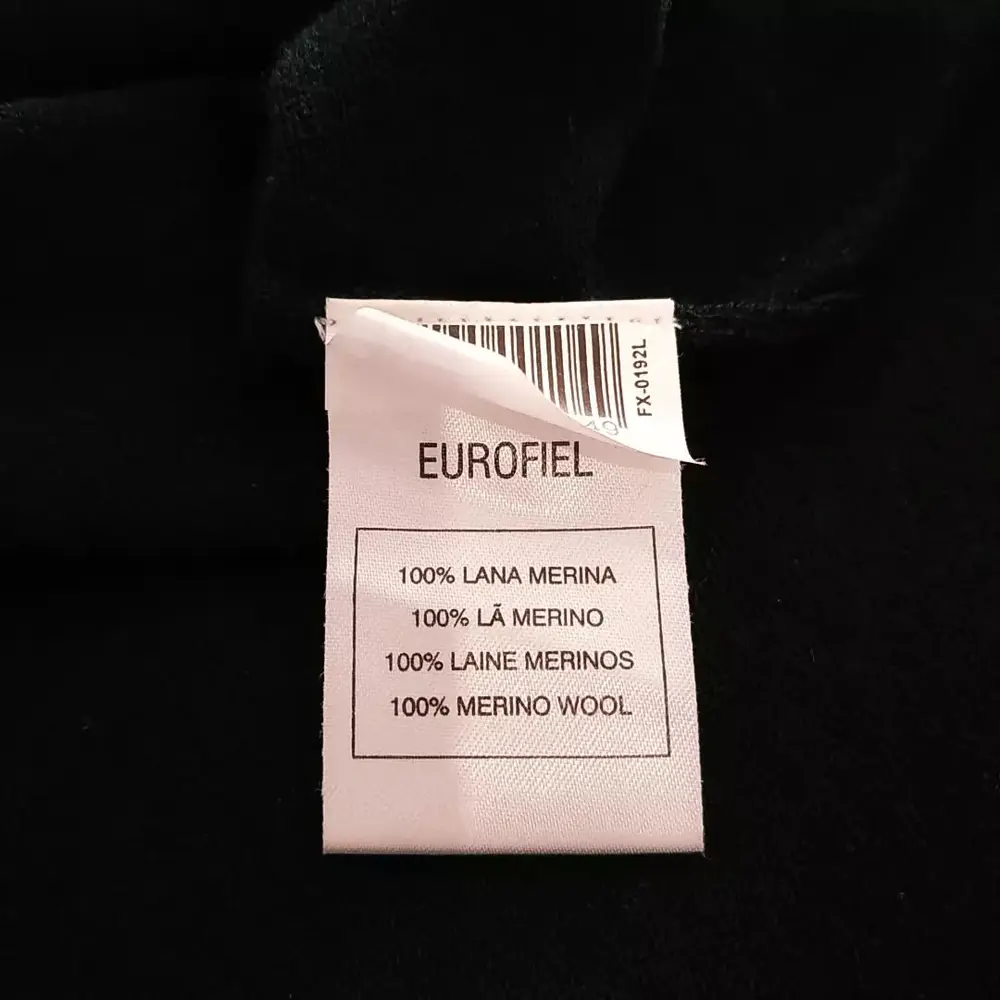 FX-0192L
EUROFIEL
100% LANA MERINA
100% LÃ MERINO
100% LAINE MERINOS
100% MERINO WOOL